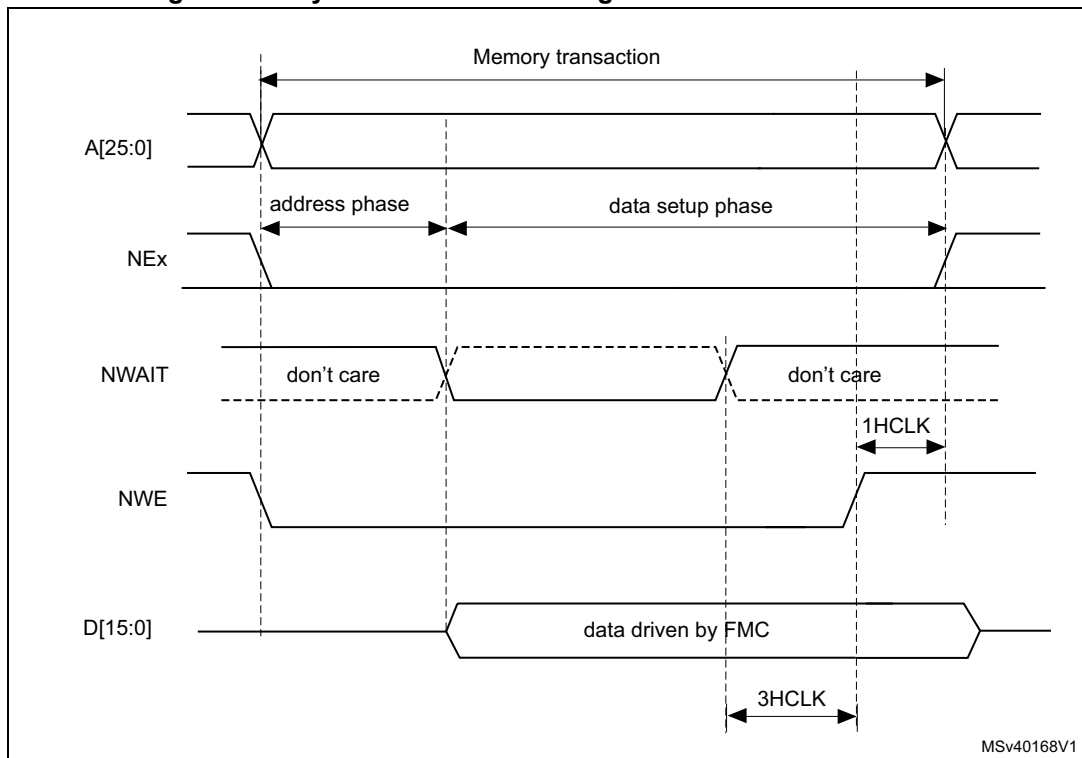 Memory transaction
A[25:0]
address phase
data setup phase
NEx
NWAIT
don't care
don't care
1HCLK
NWE
D[15:0]
data driven by FMC
3HCLK
MSv40168V1